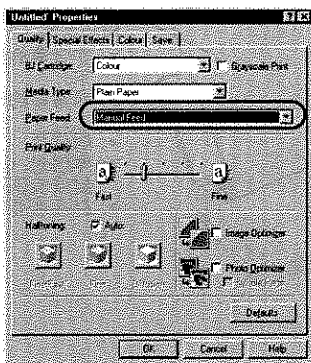 'Untitled' Properties
Quality Special Effects Colour Save
BJ Cartridge: Colour Grayscale Print
Media Type: Plain Paper
Paper Feed: Manual Feed
Print Quality:
a a
Fast Fine
Halftoning: Auto Image Optimizer
Photo Optimizer
Defaults
OK Cancel Help